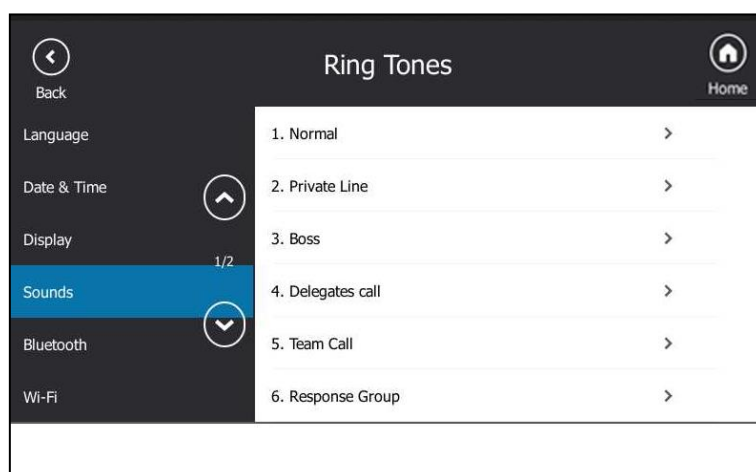 Ring Tones
Back
Home
Language
Date & Time
Display
1/2
Sounds
Bluetooth
Wi-Fi
1. Normal
2. Private Line
3. Boss
4. Delegates call
5. Team Call
6. Response Group